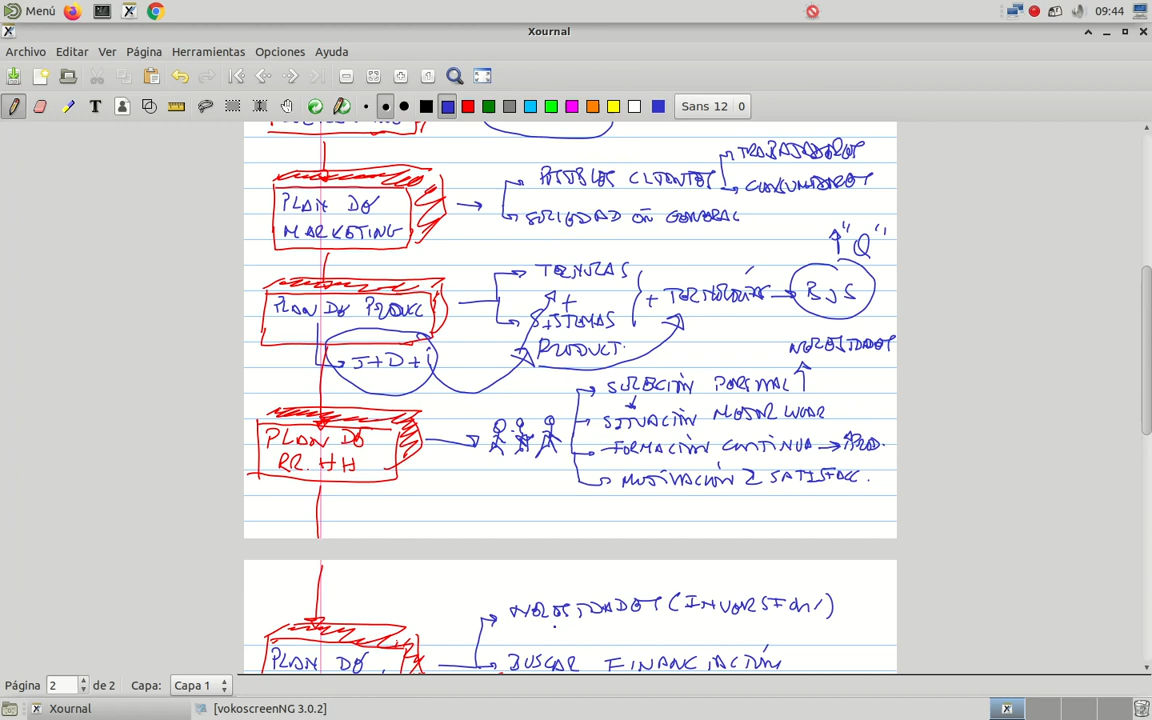 Menú 09:44
Xournal
Archivo Editar Ver Página Herramientas Opciones Ayuda
T Sans 12 0
TRABAJADORES
POSIBLES CLIENTES
CONSUMIDORES
PLAN DE
MARKETING
SOCIEDAD EN GENERAL
"Q"
TECNICAS
PLAN DE PRODUC
+
+ TECNOLOGÍAS
B y S
SISTEMAS
PRODUCT.
NECESIDADES
I+D+i
SELECCIÓN PERSONAL
SITUACIÓN MEJOR LUGAR
PLAN DE
RR. HH
FORMACIÓN CONTINUA → ↑PROD.
MOTIVACIÓN Σ SATISFACC.
NECESIDADES (INVERSIÓN)
PLAN DE
BUSCAR FINANCIACIÓN
Página 2 de 2 Capa: Capa 1
Xournal [vokoscreenNG 3.0.2]